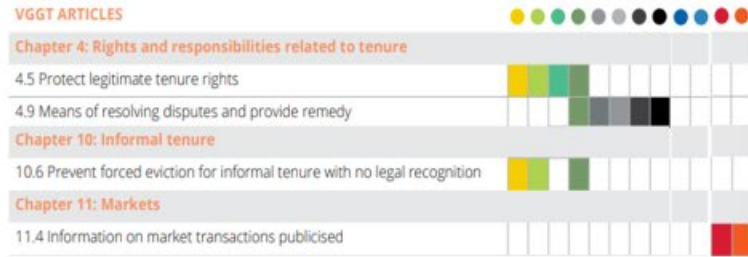 VGGT ARTICLES
Chapter 4: Rights and responsibilities related to tenure
4.5 Protect legitimate tenure rights
4.9 Means of resolving disputes and provide remedy
Chapter 10: Informal tenure
10.6 Prevent forced eviction for informal tenure with no legal recognition
Chapter 11: Markets
11.4 Information on market transactions publicised